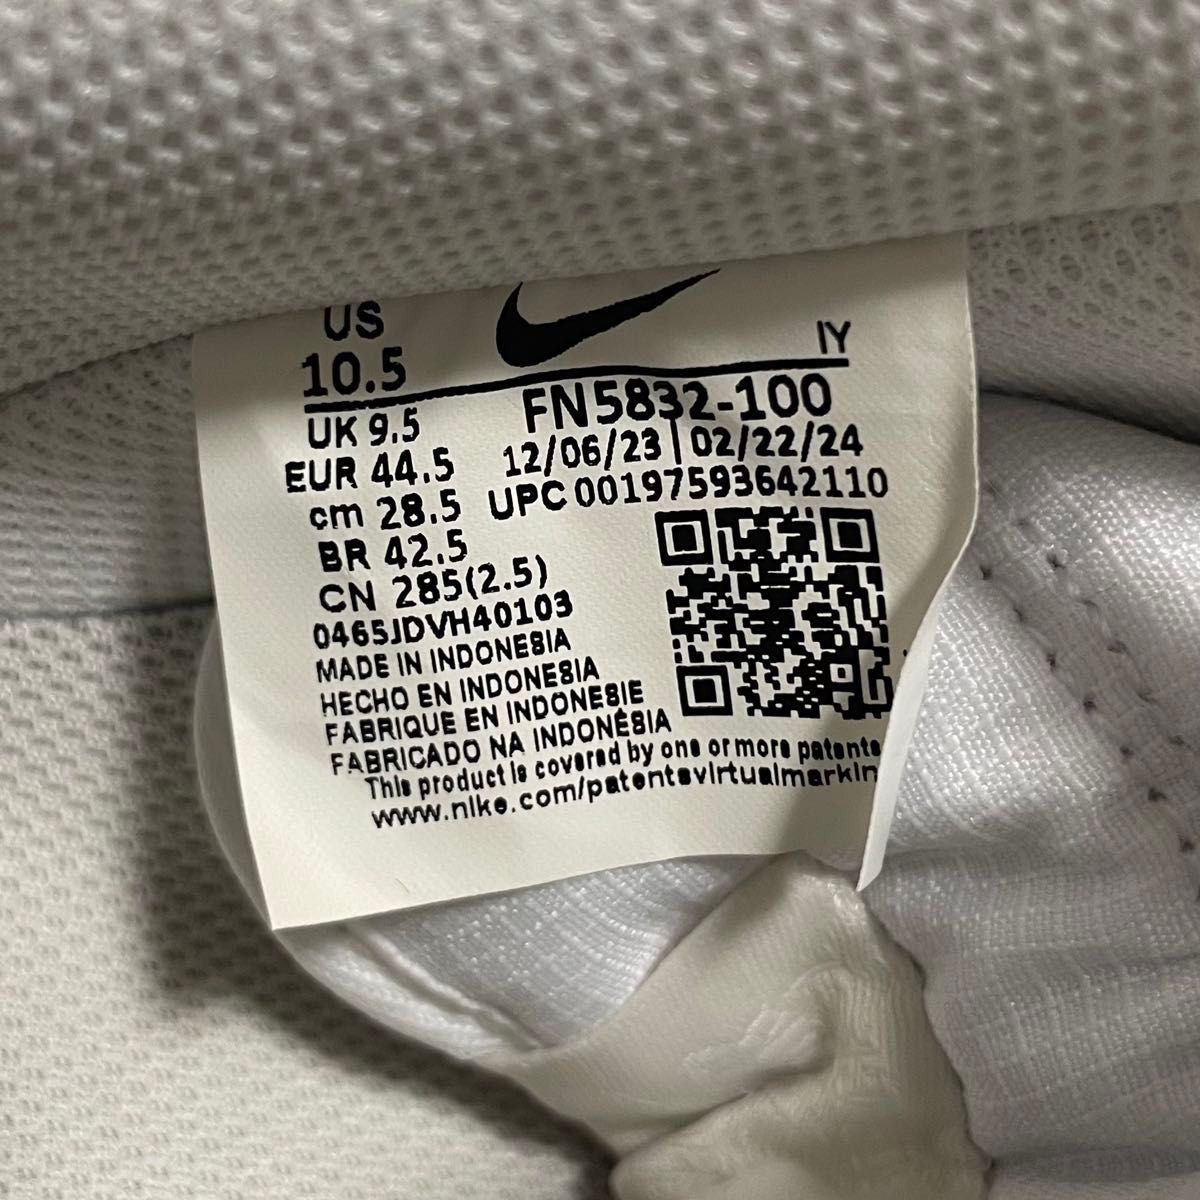 US
10.5
IY
UK 9.5
FN5832-100
EUR 44.5
12/06/23 | 02/22/24
cm 28.5
UPC 00197593642110
BR 42.5
CN 285(2.5)
0465JDVH40103
MADE IN INDONESIA
HECHO EN INDONESIA
FABRIQUE EN INDONESIE
FABRICADO NA INDONÉSIA
This product is covered by one or more patents
www.nike.com/patentsvirtualmarkin